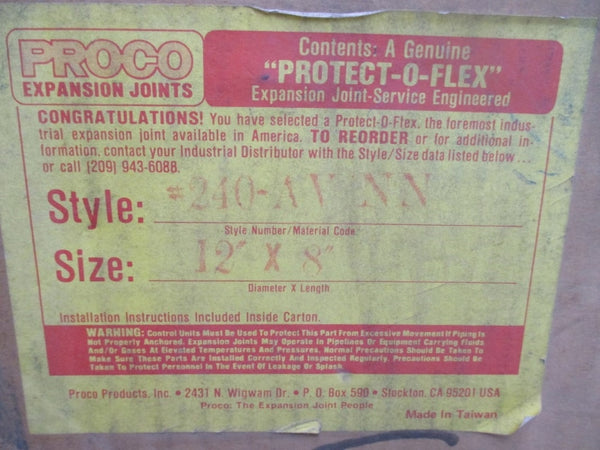 PROCO
EXPANSION JOINTS
Contents: A Genuine
"PROTECT-O-FLEX"
Expansion Joint-Service Engineered
CONGRATULATIONS! You have selected a Protect-O-Flex, the foremost indus-
trial expansion joint available in America. TO REORDER or for additional in-
formation, contact your Industrial Distributor with the Style/Size data listed below...
or call (209) 943-6088.
Style: #240-AV NN
Style Number/Material Code
Size: 12" X 8"
Diameter X Length
Installation Instructions Included Inside Carton.
WARNING: Control Units Must Be Used To Protect This Part From Excessive Movement If Piping Is
Not Properly Anchored. Expansion Joints May Operate In Pipelines Or Equipment Carrying Fluids
And/Or Gases At Elevated Temperatures And Pressures. Normal Precautions Should Be Taken To
Make Sure These Parts Are Installed Correctly And Inspected Regularly. Precautions Should Be
Taken To Protect Personnel In The Event Of Leakage Or Splash.
Proco Products, Inc. • 2431 N. Wigwam Dr. • P.O. Box 590 • Stockton, CA 95201 USA
Proco: The Expansion Joint People
Made In Taiwan